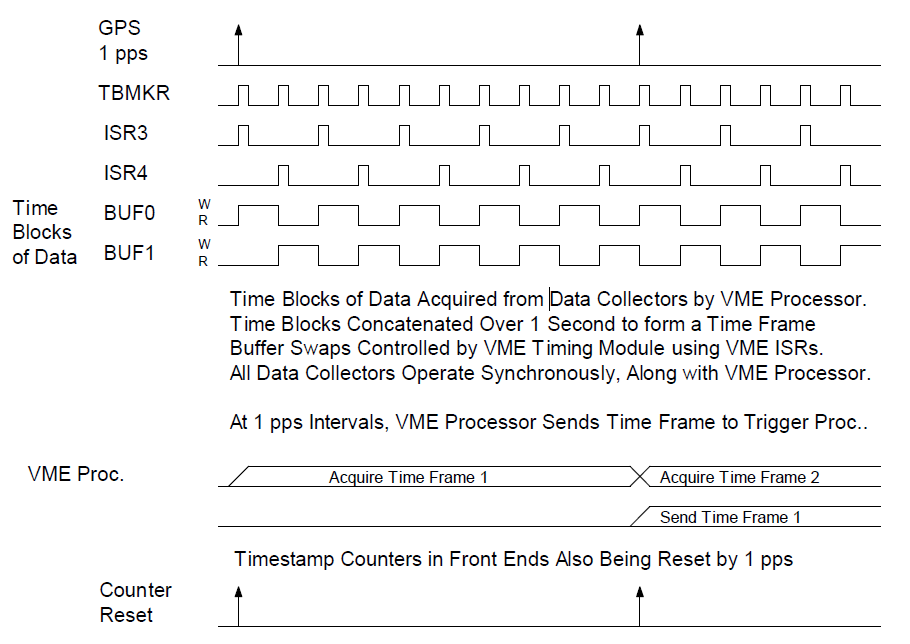 GPS
1 pps
TBMKR
ISR3
ISR4
Time
Blocks
of Data
BUF0
W
R
BUF1
W
R
Time Blocks of Data Acquired from Data Collectors by VME Processor.
Time Blocks Concatenated Over 1 Second to form a Time Frame
Buffer Swaps Controlled by VME Timing Module using VME ISRs.
All Data Collectors Operate Synchronously, Along with VME Processor.
At 1 pps Intervals, VME Processor Sends Time Frame to Trigger Proc..
VME Proc.
Acquire Time Frame 1
Acquire Time Frame 2
Send Time Frame 1
Timestamp Counters in Front Ends Also Being Reset by 1 pps
Counter
Reset